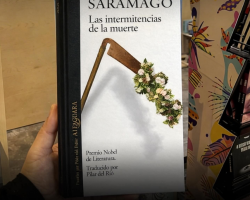 SARAMAGO
Las intermitencias
de la muerte
Premio Nobel
de Literatura
Traducido por
Pilar del Río
ALFAGUARA